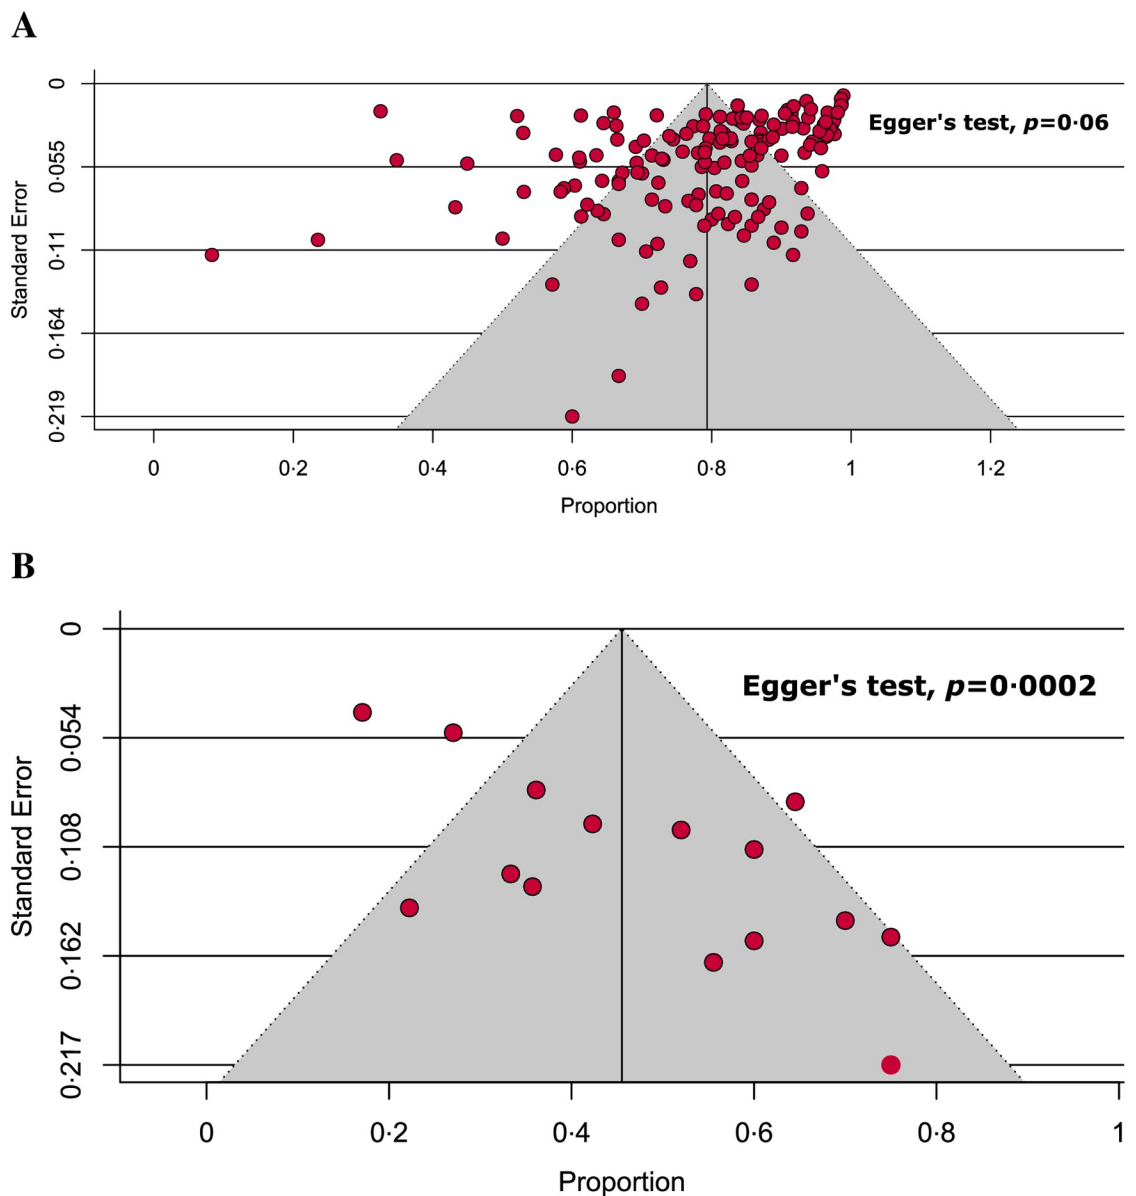 A
Egger's test, p=0·06
Standard Error
0
0·055
0·11
0·164
0·219
0
0·2
0·4
0·6
0·8
1
1·2
Proportion
B
Egger's test, p=0·0002
Standard Error
0
0·054
0·108
0·162
0·217
0
0·2
0·4
0·6
0·8
1
Proportion